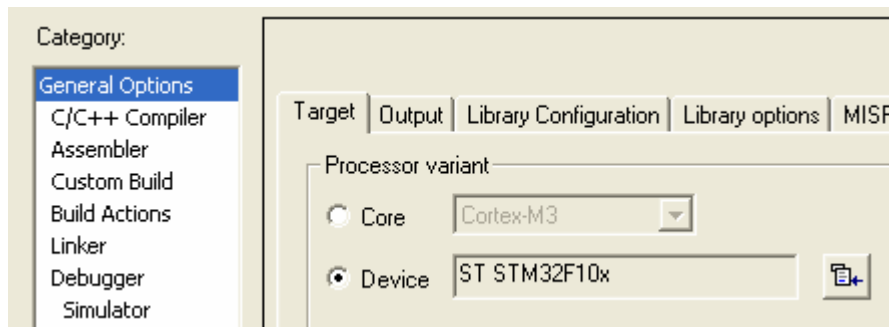 Category:
General Options
C/C++ Compiler
Assembler
Custom Build
Build Actions
Linker
Debugger
Simulator
Target Output Library Configuration Library options MISR
Processor variant
Core Cortex-M3
Device ST STM32F10x